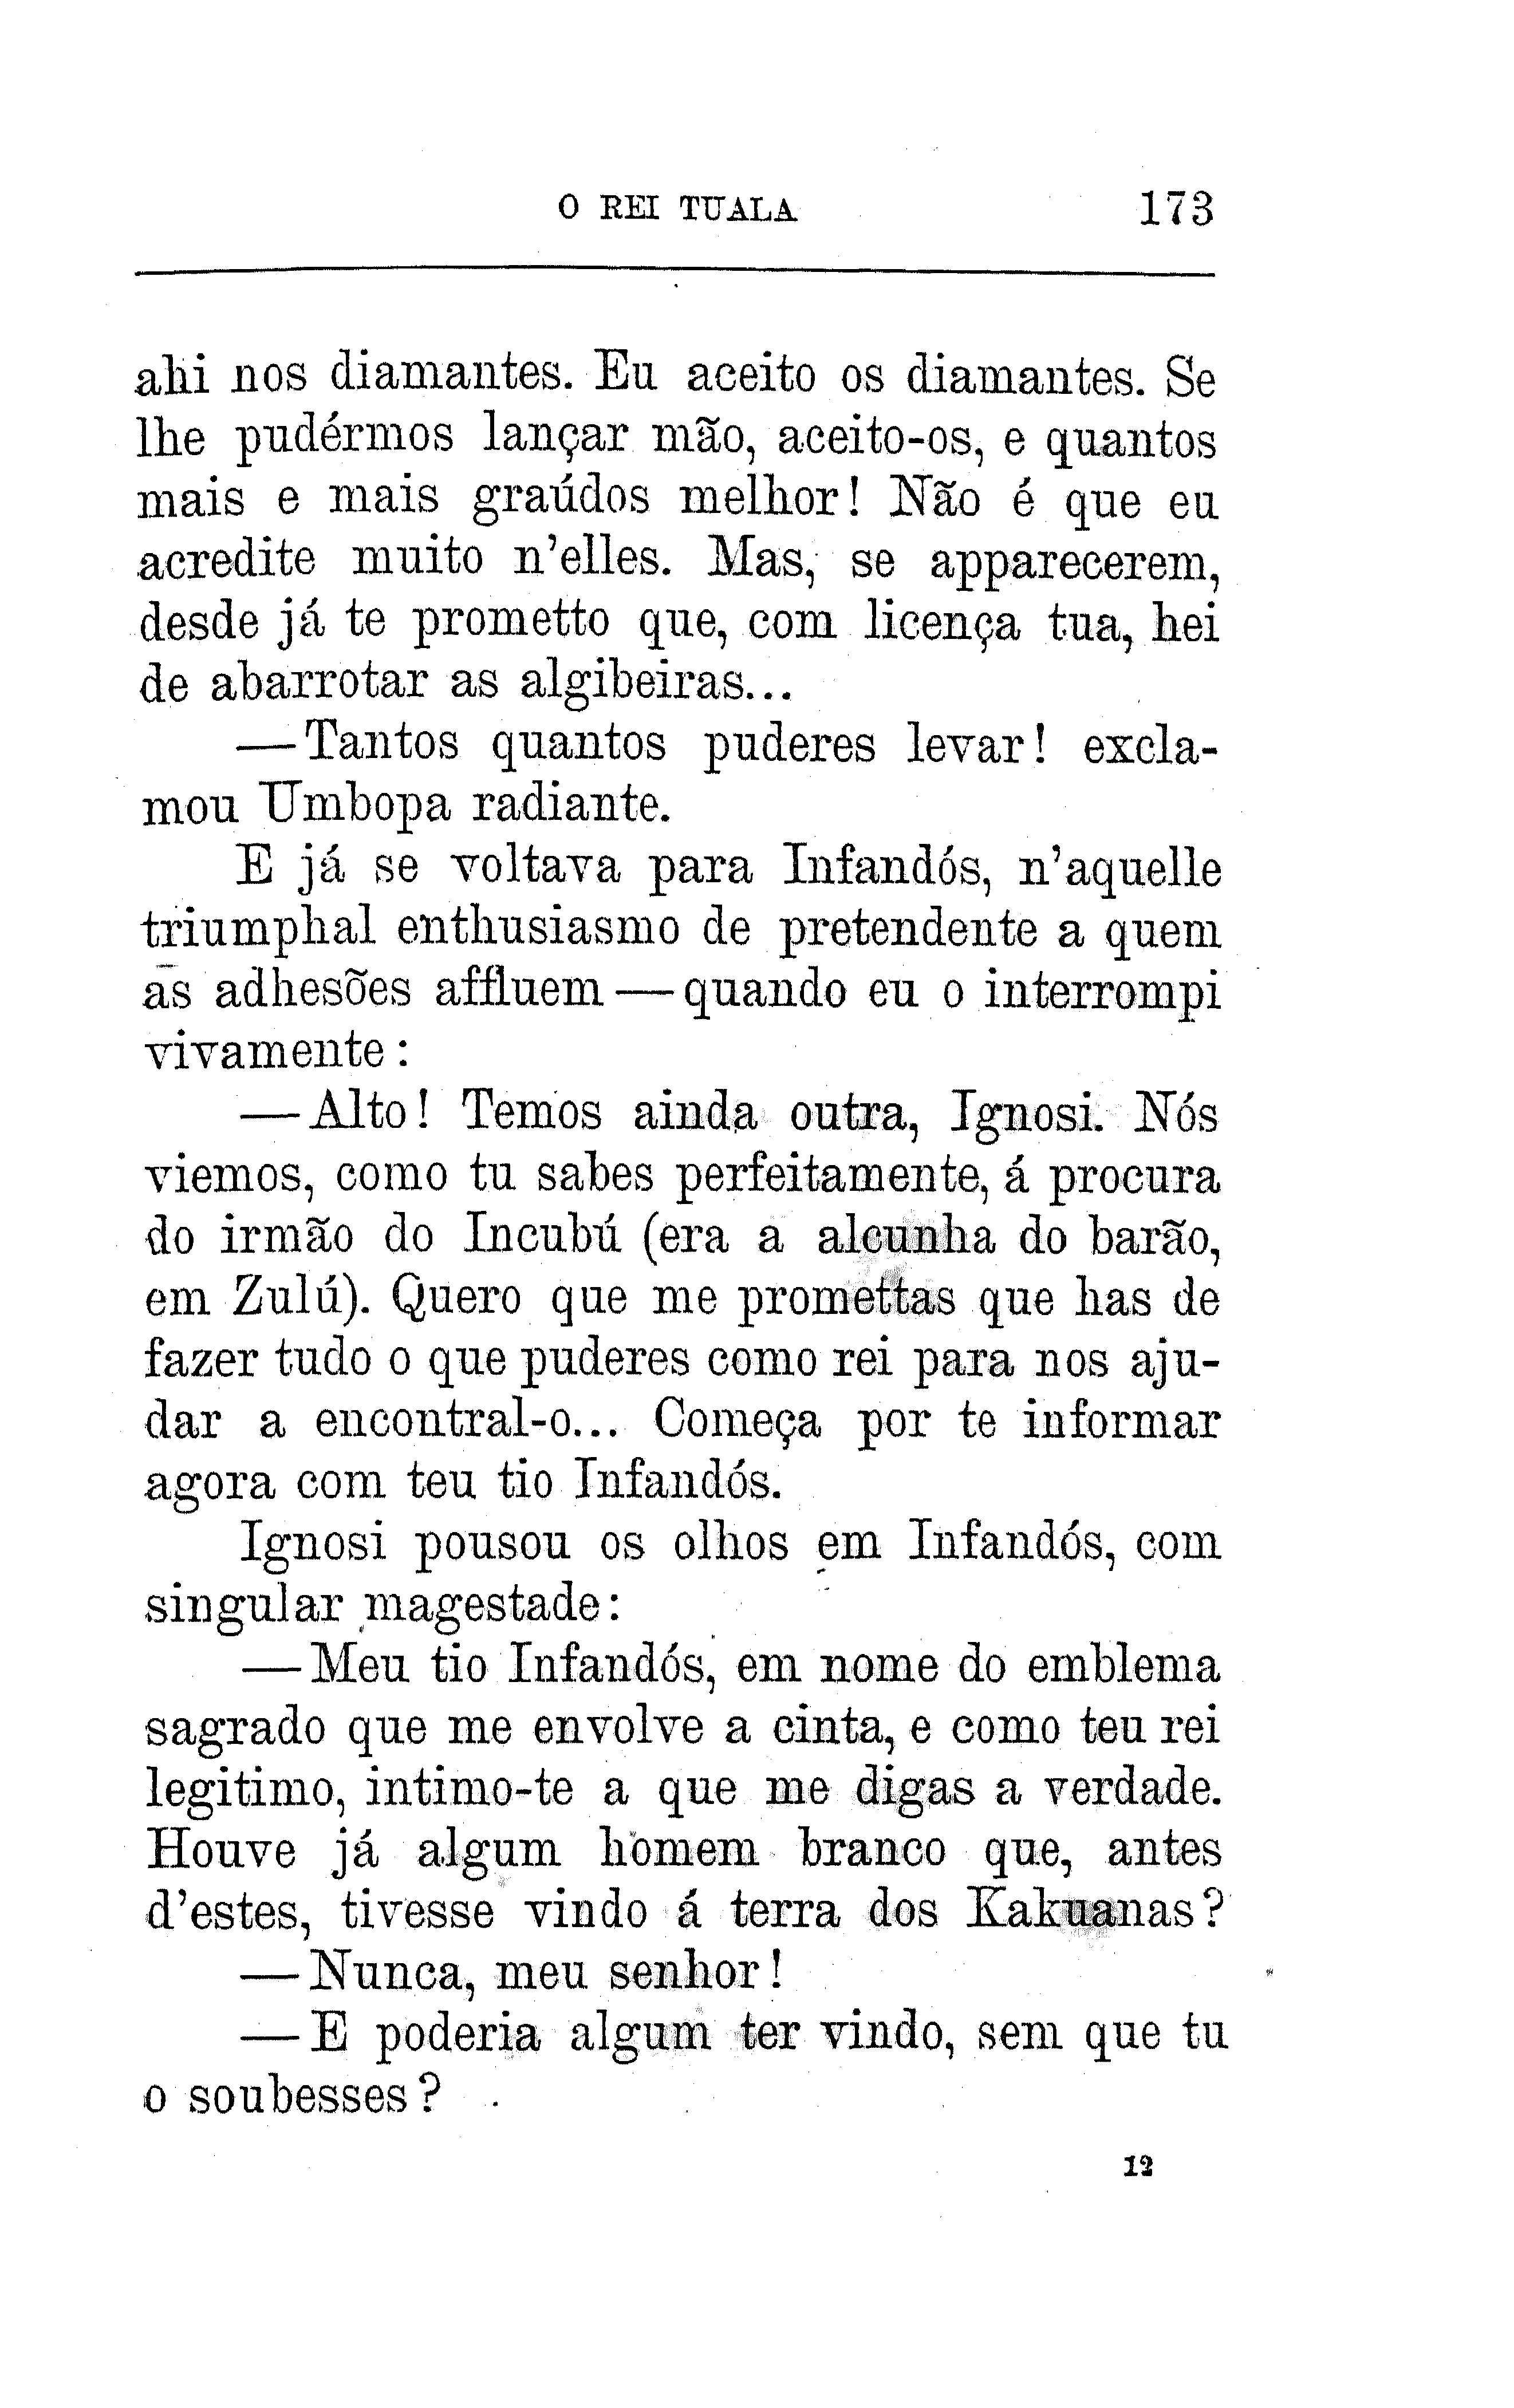 O REI TUALA 173
ahi nos diamantes. Eu aceito os diamantes. Se
lhe pudérmos lançar mão, aceito-os, e quantos
mais e mais graúdos melhor! Não é que eu
acredite muito n'elles. Mas, se apparecerem,
desde já te prometto que, com licença tua, hei
de abarrotar as algibeiras...
—Tantos quantos puderes levar! excla-
mou Umbopa radiante.
E já se voltava para Infandós, n'aquelle
triumphal enthusiasmo de pretendente a quem
as adhesões affluem—quando eu o interrompi
vivamente:
—Alto! Temos ainda outra, Ignosi. Nós
viemos, como tu sabes perfeitamente, á procura
do irmão do Incubú (era a alcunha do barão,
em Zulú). Quero que me promettas que has de
fazer tudo o que puderes como rei para nos aju-
dar a encontral-o... Começa por te informar
agora com teu tio Infandós.
Ignosi pousou os olhos em Infandós, com
singular magestade:
—Meu tio Infandós, em nome do emblema
sagrado que me envolve a cinta, e como teu rei
legitimo, intimo-te a que me digas a verdade.
Houve já algum homem branco que, antes
d'estes, tivesse vindo á terra dos Kakuanas?
—Nunca, meu senhor!
—E poderia algum ter vindo, sem que tu
o soubesses?
12